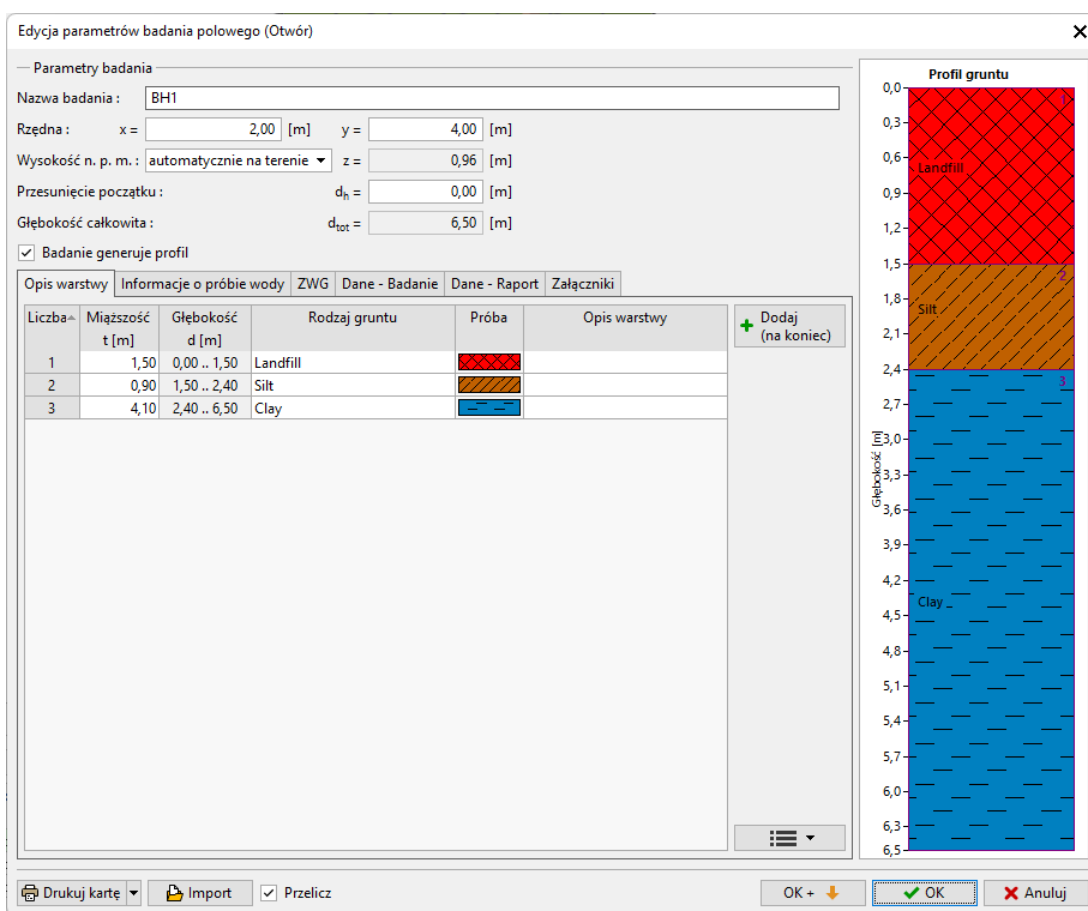 Edycja parametrów badania polowego (Otwór)
Parametry badania
Nazwa badania : BH1
Rzędna : x = 2,00 [m] y = 4,00 [m]
Wysokość n. p. m. : automatycznie na terenie z = 0,96 [m]
Przesunięcie początku : dh = 0,00 [m]
Głębokość całkowita : dtot = 6,50 [m]
Badanie generuje profil
Opis warstwy Informacje o próbie wody ZWG Dane - Badanie Dane - Raport Załączniki
Liczba Miąższość Głębokość Rodzaj gruntu Próba Opis warstwy
t [m] d [m]
1 1,50 0,00 .. 1,50 Landfill
2 0,90 1,50 .. 2,40 Silt
3 4,10 2,40 .. 6,50 Clay
Dodaj
(na koniec)
Profil gruntu
0,0
1
0,3
0,6
Landfill
0,9
1,2
1,5
2
1,8
Silt
2,1
2,4
3
2,7
Głębokość [m]
3,0
3,3
3,6
3,9
4,2
Clay
4,5
4,8
5,1
5,4
5,7
6,0
6,3
6,5
Drukuj kartę Import Przelicz OK + OK Anuluj